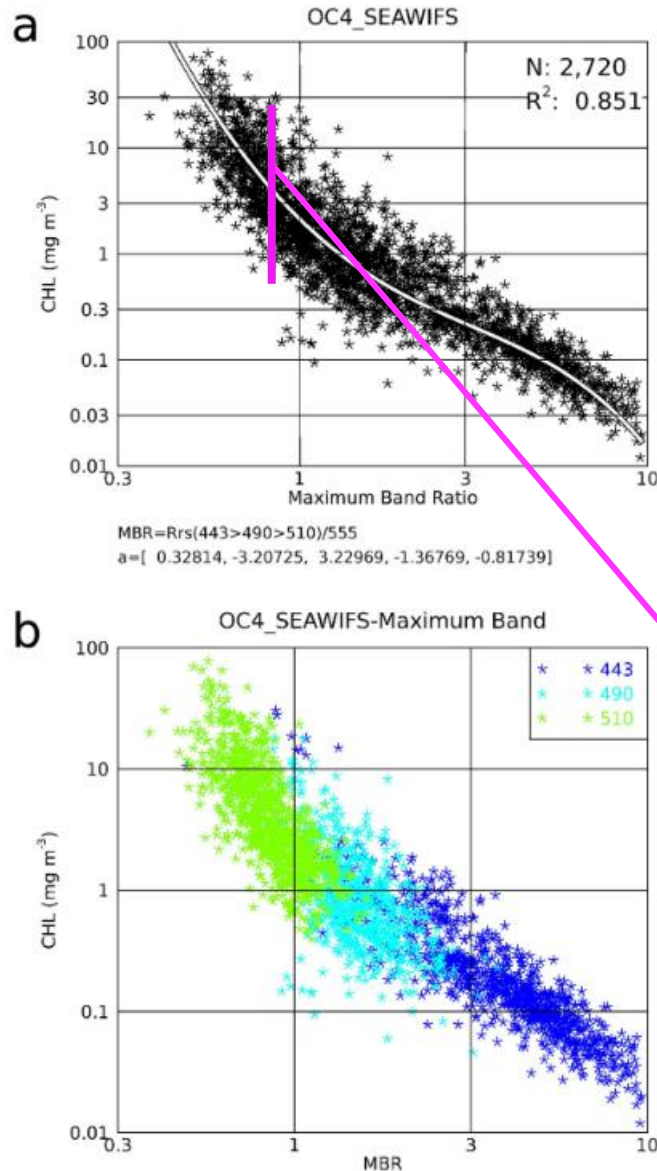 a
OC4_SEAWIFS
N: 2,720
R2: 0.851
100
30
10
3
1
0.3
0.1
0.03
0.01
CHL (mg m-3)
0.3 1 3 10
Maximum Band Ratio
MBR=Rrs(443>490>510)/555
a=[ 0.32814, -3.20725, 3.22969, -1.36769, -0.81739]
b
OC4_SEAWIFS-Maximum Band
443
490
510
100
10
1
0.1
0.01
CHL (mg m-3)
0.3 1 3 10
MBR